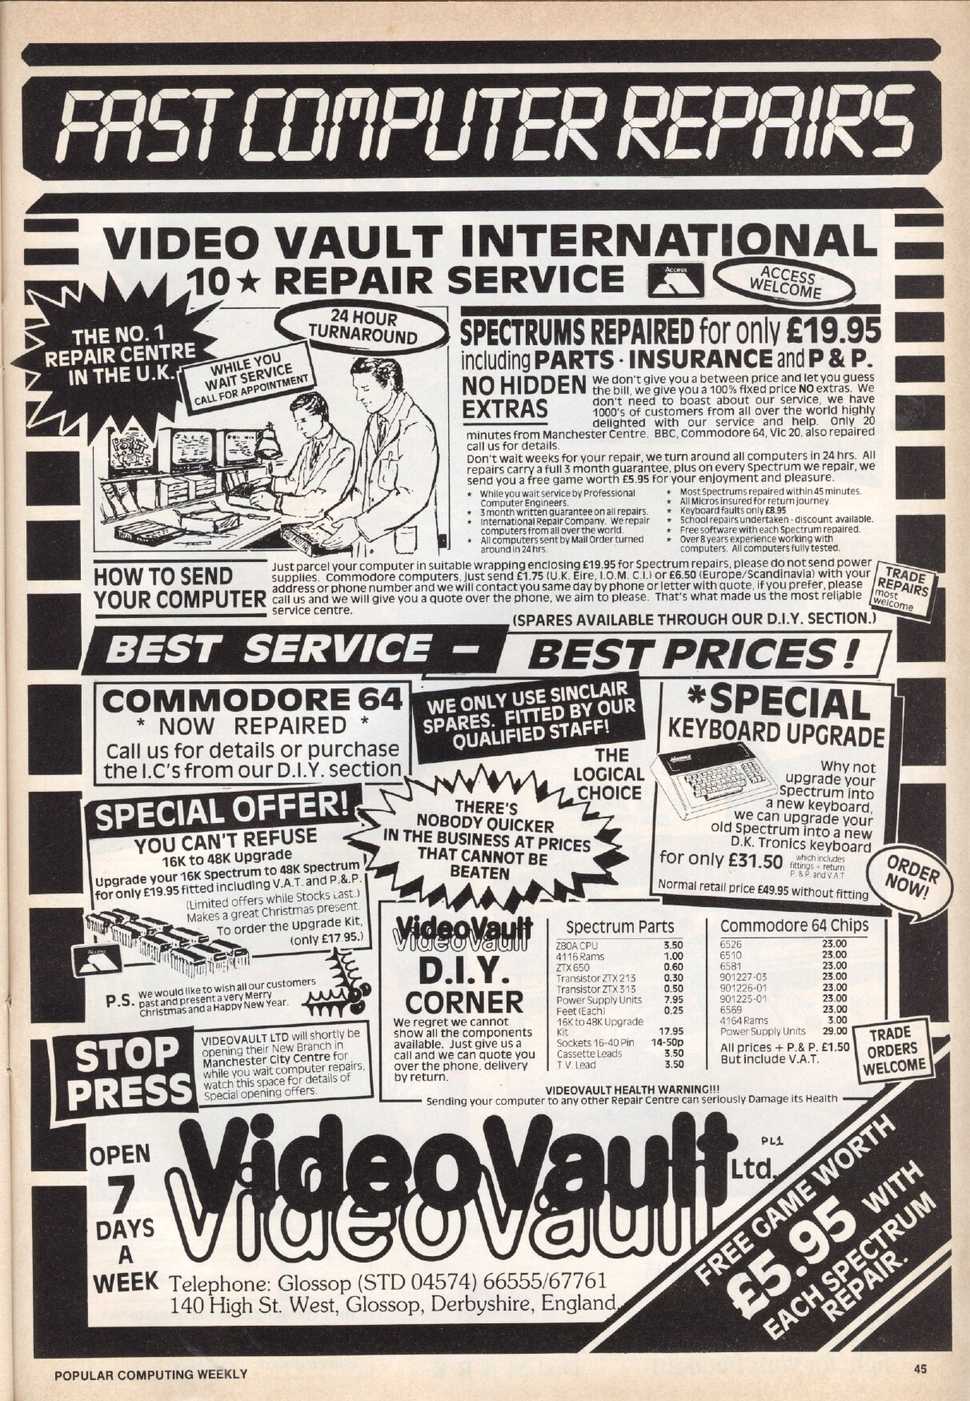 FAST COMPUTER REPAIRS
VIDEO VAULT INTERNATIONAL
10★ REPAIR SERVICE
Access
ACCESS
WELCOME
THE NO. 1
REPAIR CENTRE
IN THE U.K.
WHILE YOU
WAIT SERVICE
CALL FOR APPOINTMENT
24 HOUR
TURNAROUND
SPECTRUMS REPAIRED for only £19.95
including PARTS · INSURANCE and P & P.
NO HIDDEN
EXTRAS
We don't give you a between price and let you guess
the bill, we give you a 100% fixed price NO extras. We
don't need to boast about our service, we have
1000's of customers from all over the world highly
delighted with our service and help. Only 20
minutes from Manchester Centre. BBC, Commodore 64, Vic 20, also repaired
call us for details.
Don't wait weeks for your repair, we turn around all computers in 24 hrs. All
repairs carry a full 3 month guarantee, plus on every Spectrum we repair, we
send you a free game worth £5.95 for your enjoyment and pleasure.
* While you wait service by Professional
Computer Engineers.
* 3 month written guarantee on all repairs.
* International Repair Company. We repair
computers from all over the world.
* All computers sent by Mail Order turned
around in 24 hrs.
* Most Spectrums repaired within 45 minutes.
* All Micros insured for return journey.
* Keyboard faults only £8.95
* School repairs undertaken - discount available.
* Free software with each Spectrum repaired.
* Over 8 years experience working with
computers. All computers fully tested.
HOW TO SEND
YOUR COMPUTER
Just parcel your computer in suitable wrapping enclosing £19.95 for Spectrum repairs, please do not send power
supplies. Commodore computers, just send £1.75 (U.K. Eire, I.O.M. C.I.) or £6.50 (Europe/Scandinavia) with your
address or phone number and we will contact you same day by phone or letter with quote, if you prefer, please
call us and we will give you a quote over the phone, we aim to please. That's what made us the most reliable
service centre.
TRADE
REPAIRS
most
welcome
(SPARES AVAILABLE THROUGH OUR D.I.Y. SECTION.)
BEST SERVICE – BEST PRICES!
COMMODORE 64
* NOW REPAIRED *
Call us for details or purchase
the I.C's from our D.I.Y. section
WE ONLY USE SINCLAIR
SPARES. FITTED BY OUR
QUALIFIED STAFF!
THE
LOGICAL
CHOICE
*SPECIAL
KEYBOARD UPGRADE
Why not
upgrade your
Spectrum into
a new keyboard,
we can upgrade your
old Spectrum into a new
D.K. Tronics keyboard
for only £31.50 which includes
fittings + return
P. & P. and V.A.T
Normal retail price £49.95 without fitting
ORDER
NOW!
SPECIAL OFFER!
YOU CAN'T REFUSE
16K to 48K Upgrade
Upgrade your 16K Spectrum to 48K Spectrum
for only £19.95 fitted including V.A.T. and P.&.P.
(Limited offers while Stocks Last.)
Makes a great Christmas present.
To order the Upgrade Kit,
(only £17.95.)
Access
THERE'S
NOBODY QUICKER
IN THE BUSINESS AT PRICES
THAT CANNOT BE
BEATEN
P.S. We would like to wish all our customers
past and present a very Merry
Christmas and a Happy New Year.
STOP
PRESS
VIDEOVAULT LTD will shortly be
opening their New Branch in
Manchester City Centre for
while you wait computer repairs,
watch this space for details of
Special opening offers.
VideoVault
D.I.Y.
CORNER
We regret we cannot
show all the components
available. Just give us a
call and we can quote you
over the phone, delivery
by return.
Spectrum Parts
Z80A CPU 3.50
4116 Rams 1.00
ZTX 650 0.60
Transistor ZTX 213 0.30
Transistor ZTX 313 0.50
Power Supply Units 7.95
Feet (Each) 0.25
16K to 48K Upgrade
Kit 17.95
Sockets 16-40 Pin 14-50p
Cassette Leads 3.50
T.V. Lead 3.50
Commodore 64 Chips
6526 23.00
6510 23.00
6581 23.00
901227-03 23.00
901226-01 23.00
901225-01 23.00
6569 23.00
4164 Rams 3.00
Power Supply Units 29.00
All prices + P. & P. £1.50
But include V.A.T.
TRADE
ORDERS
WELCOME
VIDEOVAULT HEALTH WARNING!!!
Sending your computer to any other Repair Centre can seriously Damage its Health
OPEN
7
DAYS
A
WEEK
VideoVault Ltd.
PL1
Telephone: Glossop (STD 04574) 66555/67761
140 High St. West, Glossop, Derbyshire, England.
FREE GAME WORTH
£5.95 WITH
EACH SPECTRUM
REPAIR.
POPULAR COMPUTING WEEKLY
45